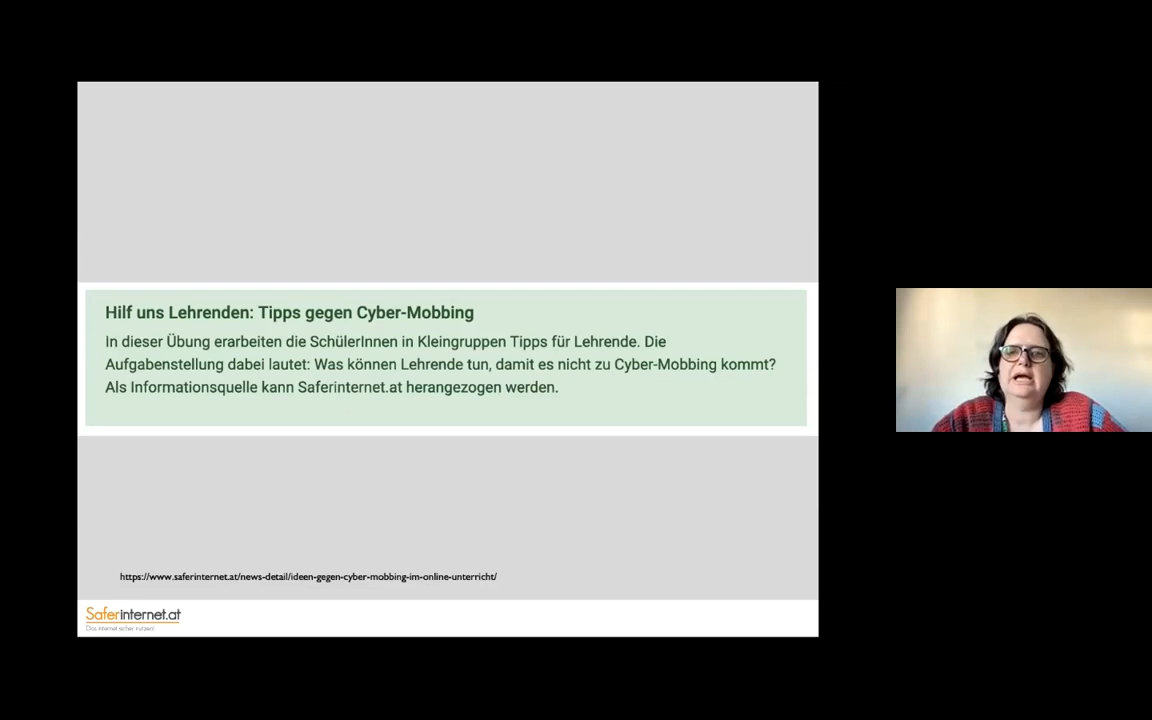 Hilf uns Lehrenden: Tipps gegen Cyber-Mobbing
In dieser Übung erarbeiten die SchülerInnen in Kleingruppen Tipps für Lehrende. Die
Aufgabenstellung dabei lautet: Was können Lehrende tun, damit es nicht zu Cyber-Mobbing kommt?
Als Informationsquelle kann Saferinternet.at herangezogen werden.
https://www.saferinternet.at/news-detail/ideen-gegen-cyber-mobbing-im-online-unterricht/
Saferinternet.at
Das Internet sicher nutzen!